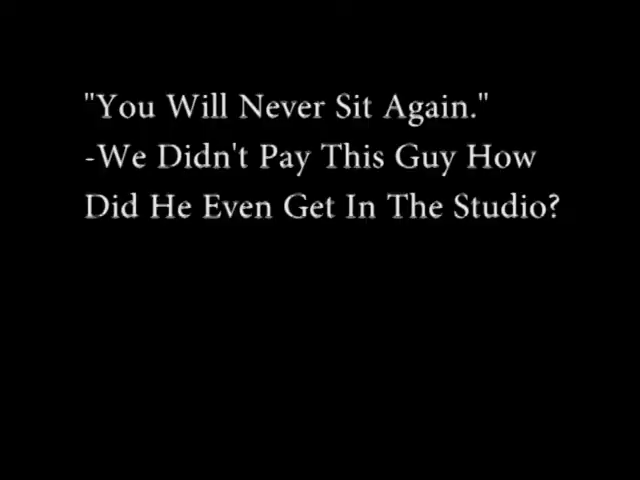 "You Will Never Sit Again."
-We Didn't Pay This Guy How
Did He Even Get In The Studio?